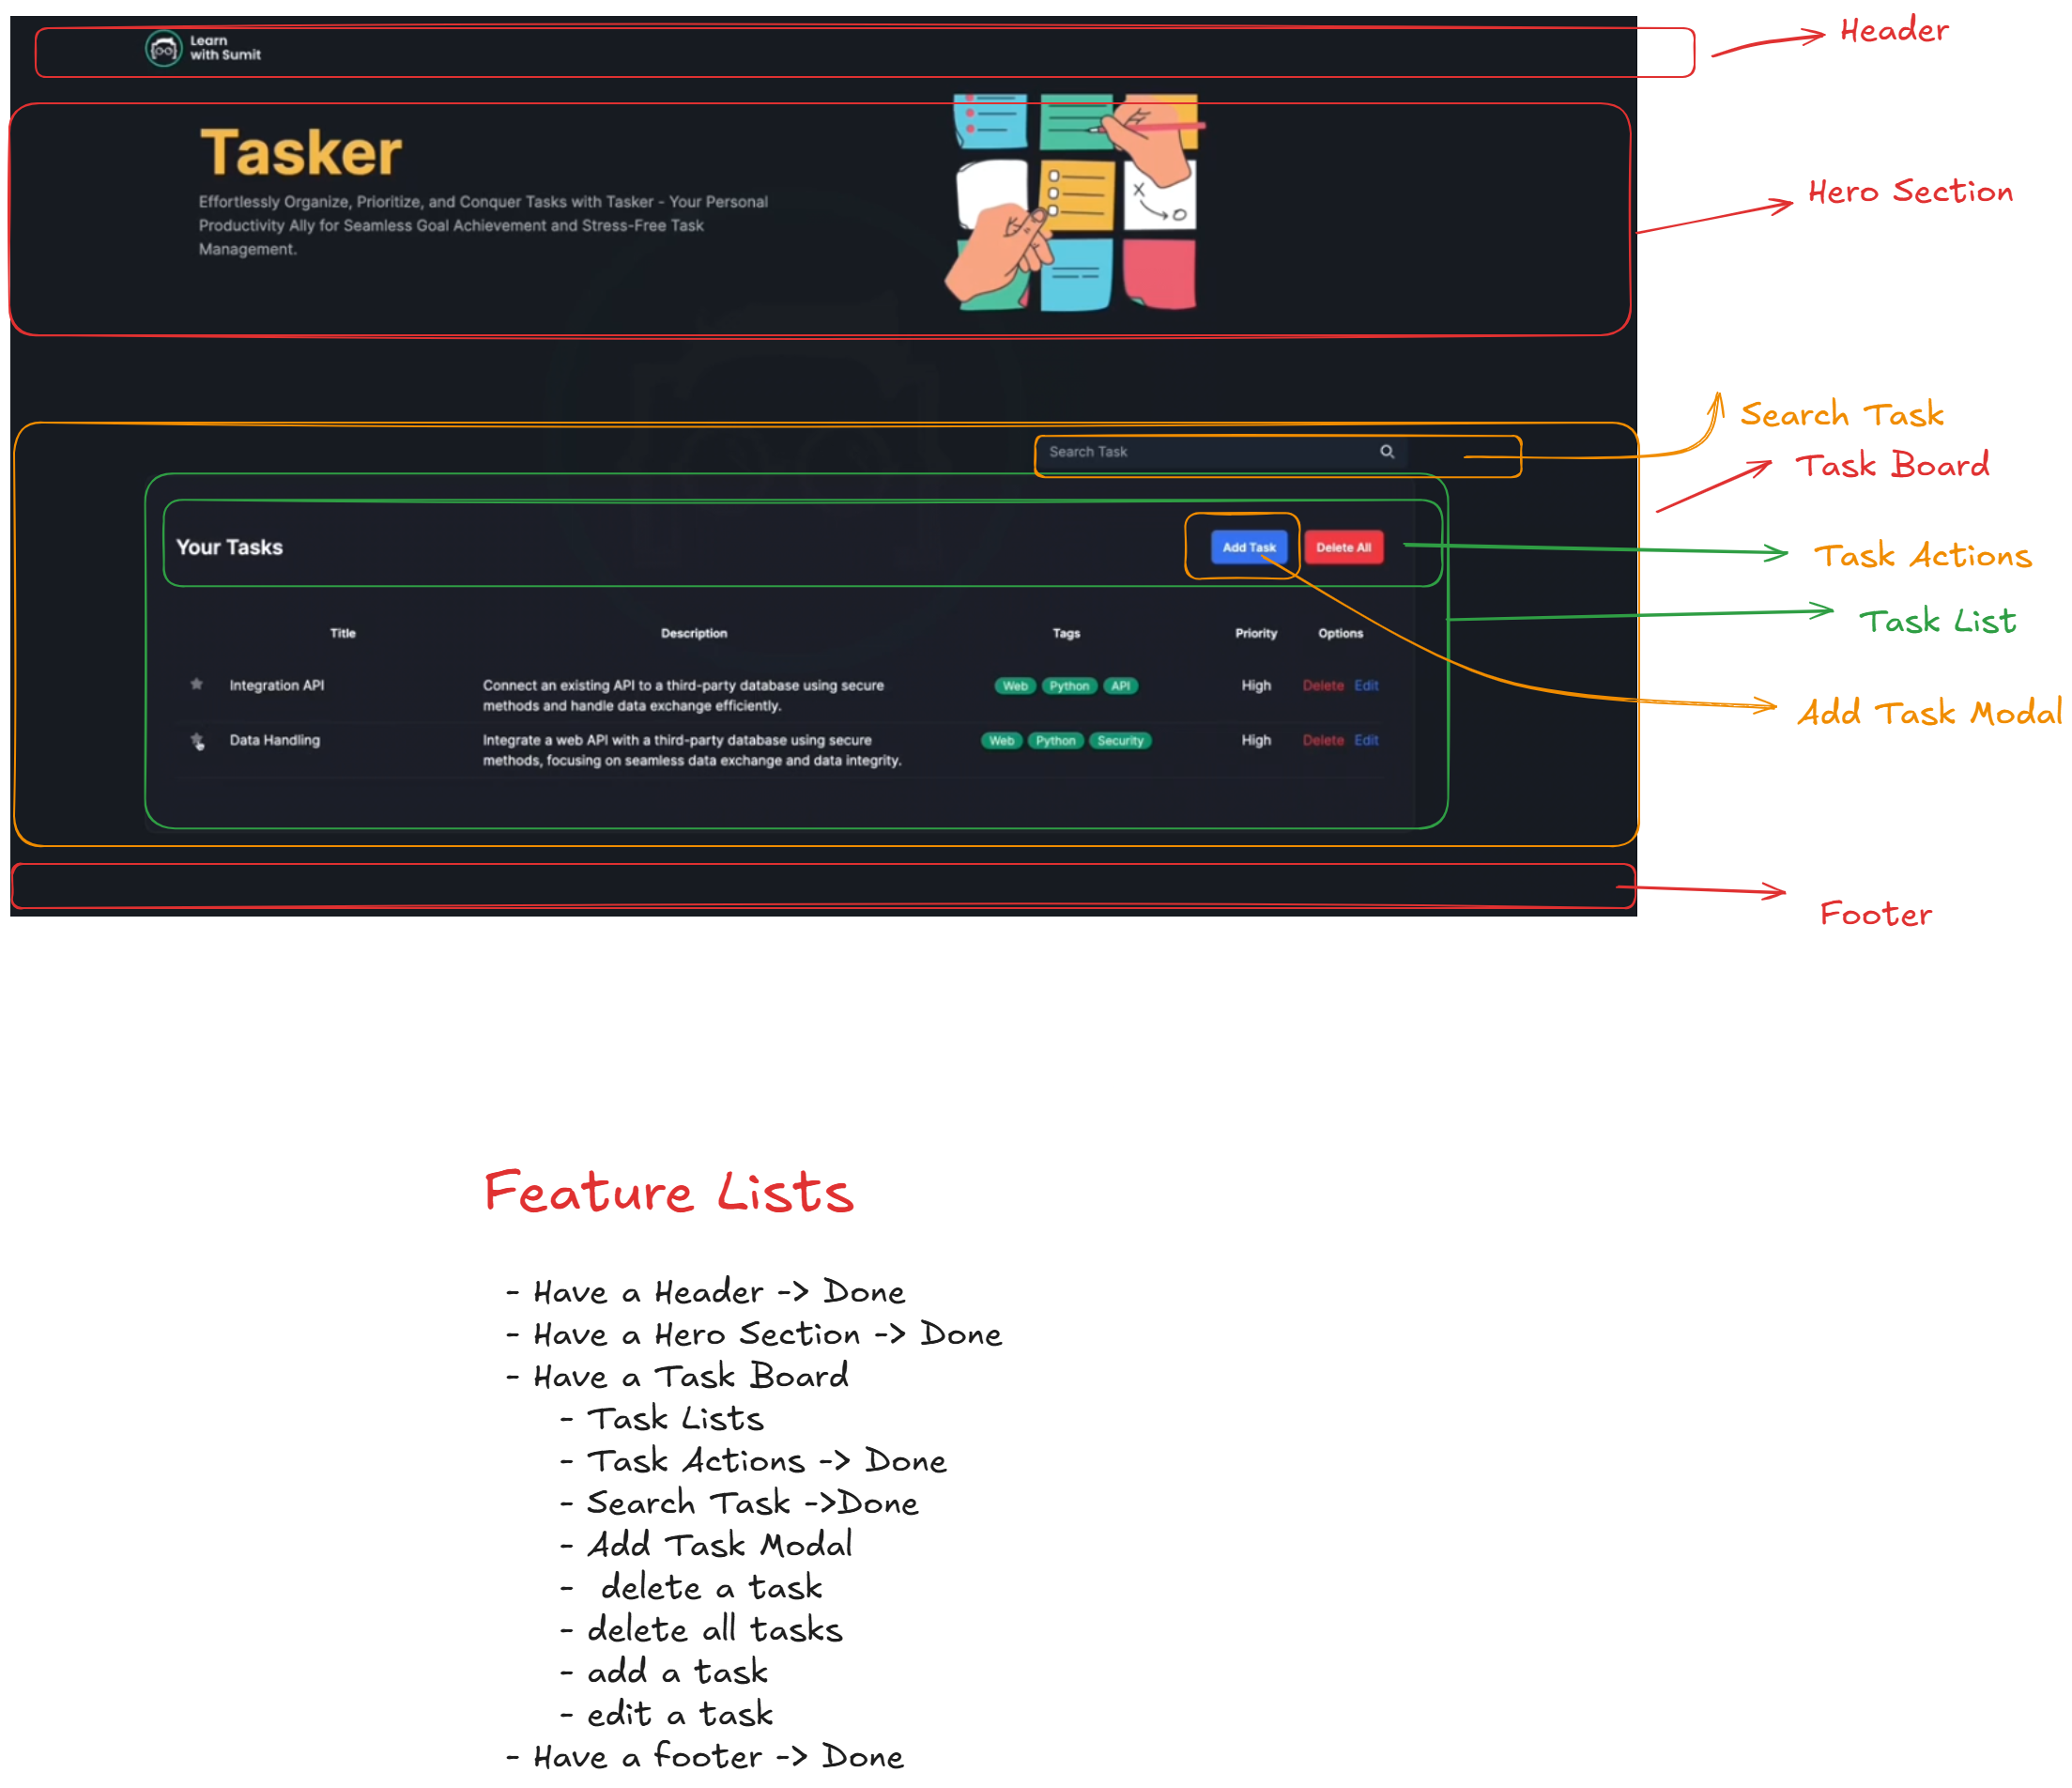 Learn
with Sumit
Header
Tasker
Effortlessly Organize, Prioritize, and Conquer Tasks with Tasker - Your Personal
Productivity Ally for Seamless Goal Achievement and Stress-Free Task
Management.
X
Hero Section
Search Task
Search Task
Task Board
Your Tasks
Add Task
Delete All
Task Actions
Task List
Title
Description
Tags
Priority
Options
Integration API
Connect an existing API to a third-party database using secure
methods and handle data exchange efficiently.
Web
Python
API
High
Delete
Edit
Add Task Modal
Data Handling
Integrate a web API with a third-party database using secure
methods, focusing on seamless data exchange and data integrity.
Web
Python
Security
High
Delete
Edit
Footer
Feature Lists
- Have a Header -> Done
- Have a Hero Section -> Done
- Have a Task Board
- Task Lists
- Task Actions -> Done
- Search Task ->Done
- Add Task Modal
- delete a task
- delete all tasks
- add a task
- edit a task
- Have a footer -> Done